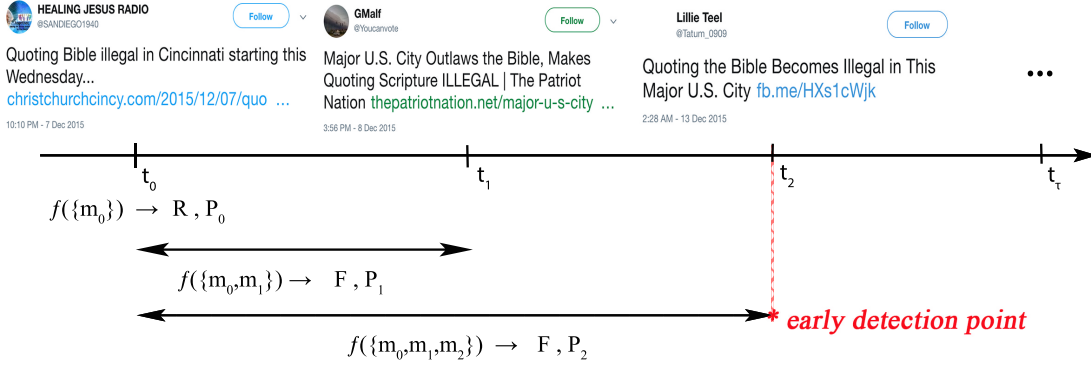 HEALING JESUS RADIO
@SANDIEGO1940
Follow
Quoting Bible illegal in Cincinnati starting this
Wednesday...
christchurchcincy.com/2015/12/07/quo ...
10:10 PM - 7 Dec 2015
GMalf
@Youcanvote
Follow
Major U.S. City Outlaws the Bible, Makes
Quoting Scripture ILLEGAL | The Patriot
Nation thepatriotnation.net/major-u-s-city ...
3:56 PM - 8 Dec 2015
Lillie Teel
@Tatum_0909
Follow
Quoting the Bible Becomes Illegal in This
Major U.S. City fb.me/HXs1cWjk
2:28 AM - 13 Dec 2015
...
t₀
t₁
t₂
t_τ
f({m₀}) → R , P₀
f({m₀,m₁}) → F , P₁
* early detection point
f({m₀,m₁,m₂}) → F , P₂